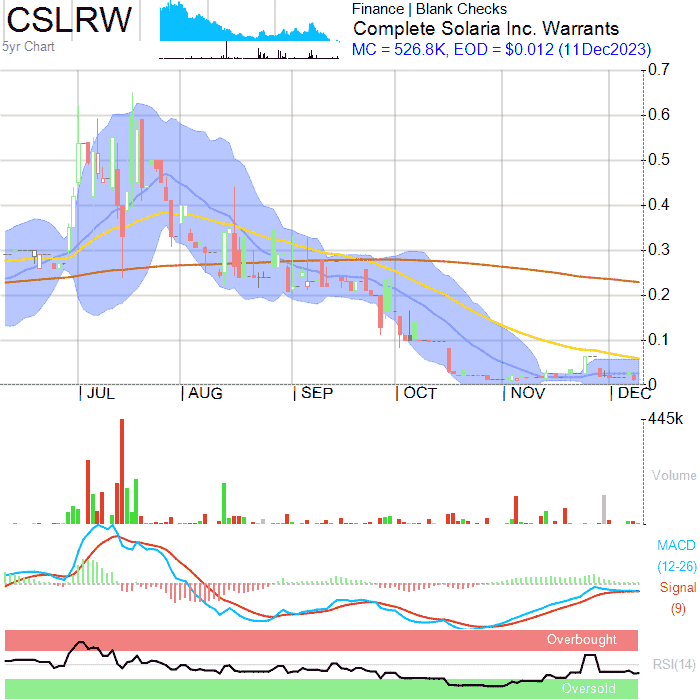 CSLRW
5yr Chart
Finance | Blank Checks
Complete Solaria Inc. Warrants
MC = 526.8K, EOD = $0.012 (11Dec2023)
0.7
0.6
0.5
0.4
0.3
0.2
0.1
0
JUL AUG SEP OCT NOV DEC
445k
Volume
MACD
(12-26)
Signal
(9)
Overbought
RSI(14)
Oversold